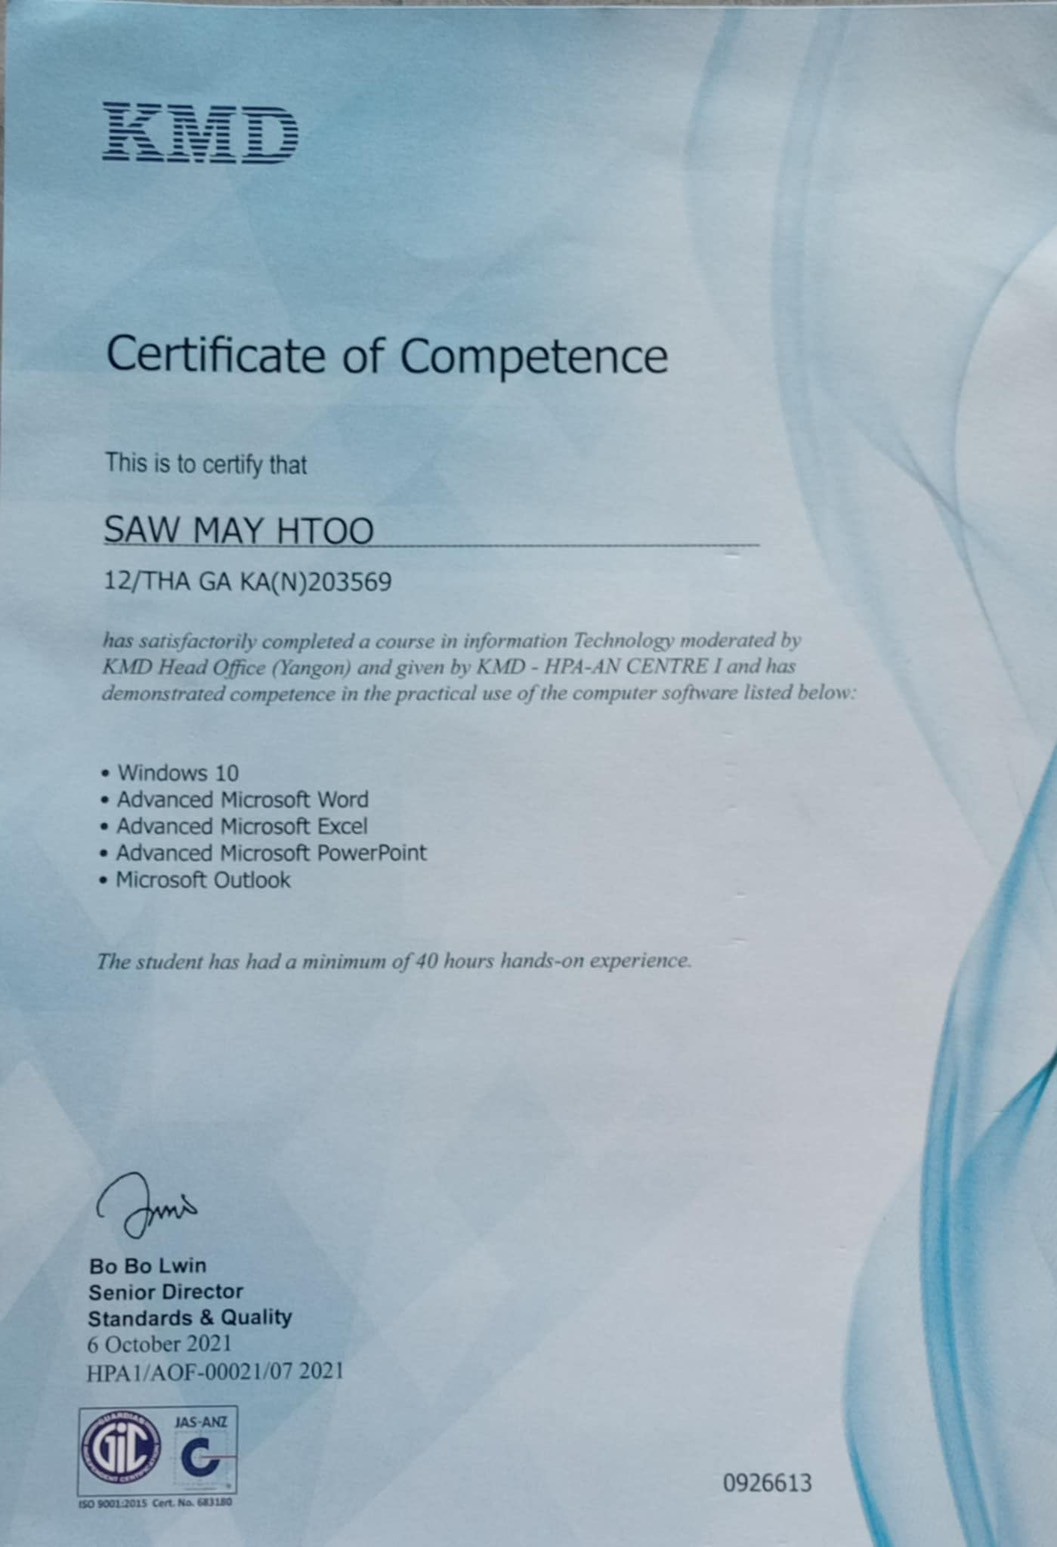 KMD
Certificate of Competence
This is to certify that
SAW MAY HTOO
12/THA GA KA(N)203569
has satisfactorily completed a course in information Technology moderated by
KMD Head Office (Yangon) and given by KMD - HPA-AN CENTRE I and has
demonstrated competence in the practical use of the computer software listed below:
• Windows 10
• Advanced Microsoft Word
• Advanced Microsoft Excel
• Advanced Microsoft PowerPoint
• Microsoft Outlook
The student has had a minimum of 40 hours hands-on experience.
Bo Bo Lwin
Senior Director
Standards & Quality
6 October 2021
HPA1/AOF-00021/07 2021
GUARDIAN
GIC
INDEPENDENT CERTIFICATION
JAS-ANZ
ISO 9001:2015 Cert. No. 683180
0926613